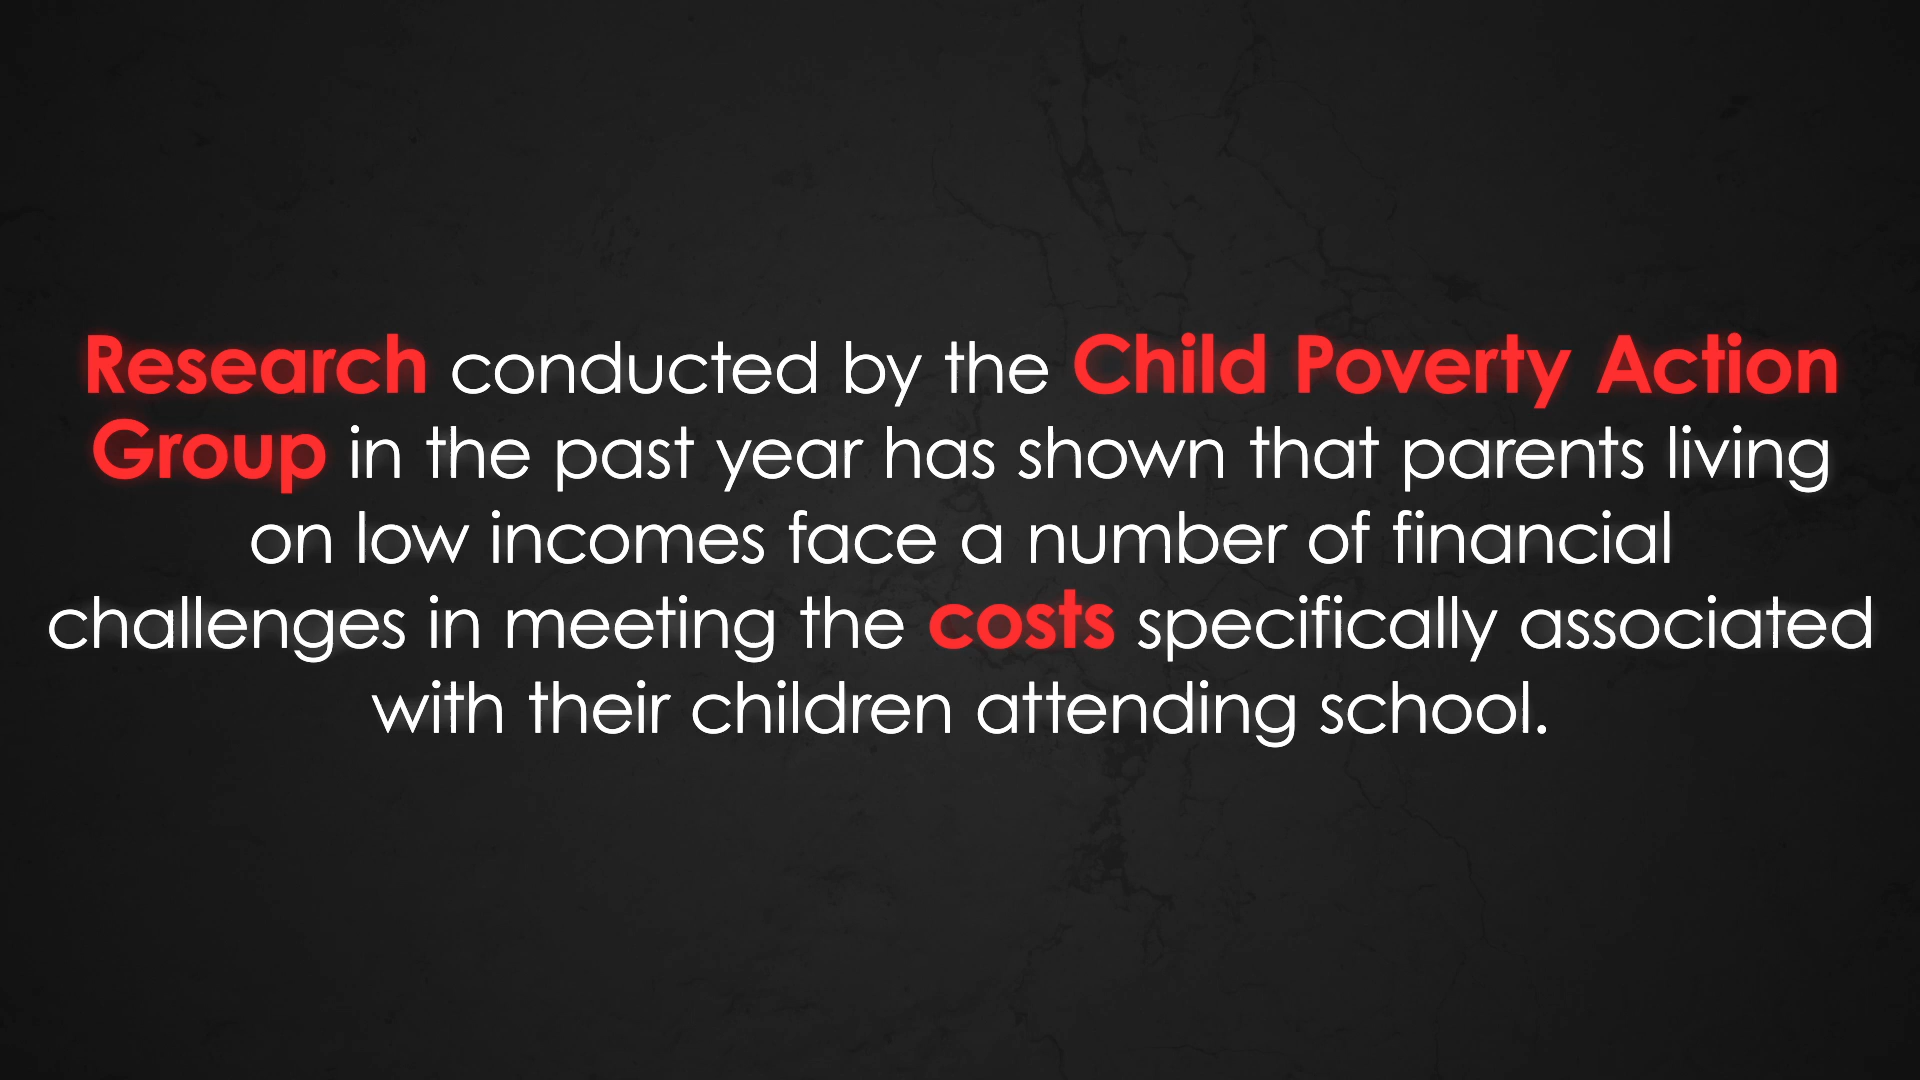 Research conducted by the Child Poverty Action
Group in the past year has shown that parents living
on low incomes face a number of financial
challenges in meeting the costs specifically associated
with their children attending school.